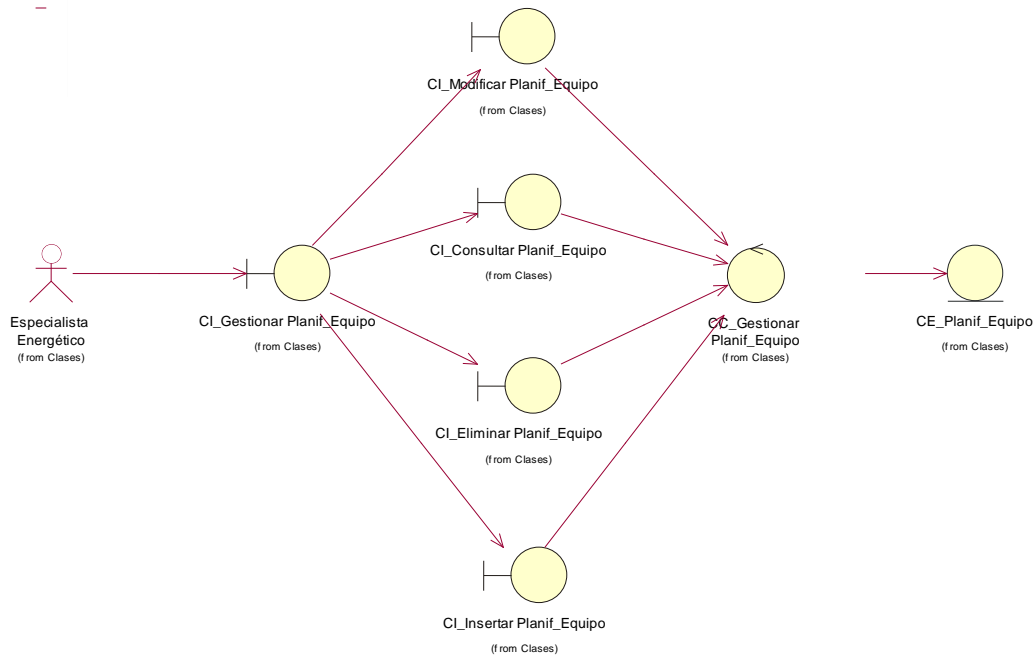 CI_Modificar Planif_Equipo
(from Clases)
CI_Consultar Planif_Equipo
(from Clases)
Especialista
Energético
(from Clases)
CI_Gestionar Planif_Equipo
(from Clases)
CC_Gestionar
Planif_Equipo
(from Clases)
CE_Planif_Equipo
(from Clases)
CI_Eliminar Planif_Equipo
(from Clases)
CI_Insertar Planif_Equipo
(from Clases)